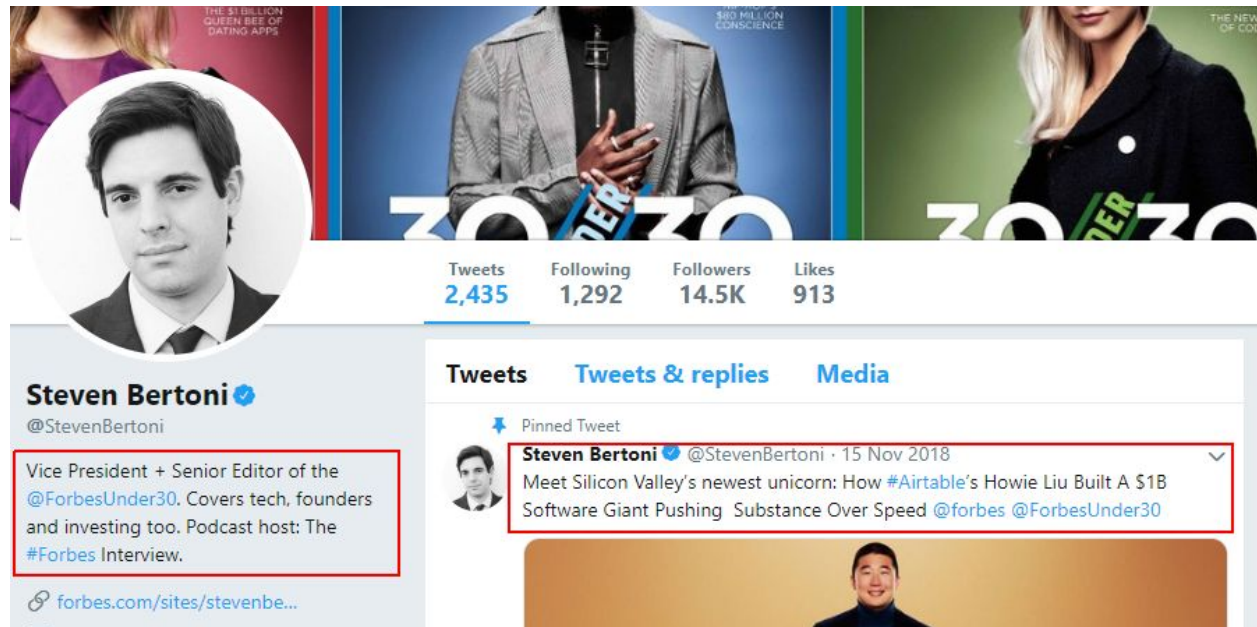 THE $1 BILLION
QUEEN BEE OF
DATING APPS
$80 MILLION
CONSCIENCE
THE NEW
30 UNDER 30
30 UNDER 30
Tweets Following Followers Likes
2,435 1,292 14.5K 913
Steven Bertoni
@StevenBertoni
Vice President + Senior Editor of the
@ForbesUnder30. Covers tech, founders
and investing too. Podcast host: The
#Forbes Interview.
forbes.com/sites/stevenbe...
Tweets Tweets & replies Media
Pinned Tweet
Steven Bertoni @StevenBertoni · 15 Nov 2018
Meet Silicon Valley's newest unicorn: How #Airtable's Howie Liu Built A $1B
Software Giant Pushing Substance Over Speed @forbes @ForbesUnder30